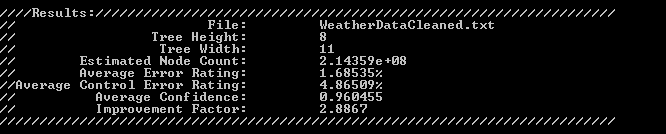 ////Results:////////////////////////////////////////////////////////////////
// File: WeatherDataCleaned.txt
// Tree Height: 8
// Tree Width: 11
// Estimated Node Count: 2.14359e+08
// Average Error Rating: 1.68535%
//Average Control Error Rating: 4.86509%
// Average Confidence: 0.960455
// Improvement Factor: 2.8867
/////////////////////////////////////////////////////////////////////////////